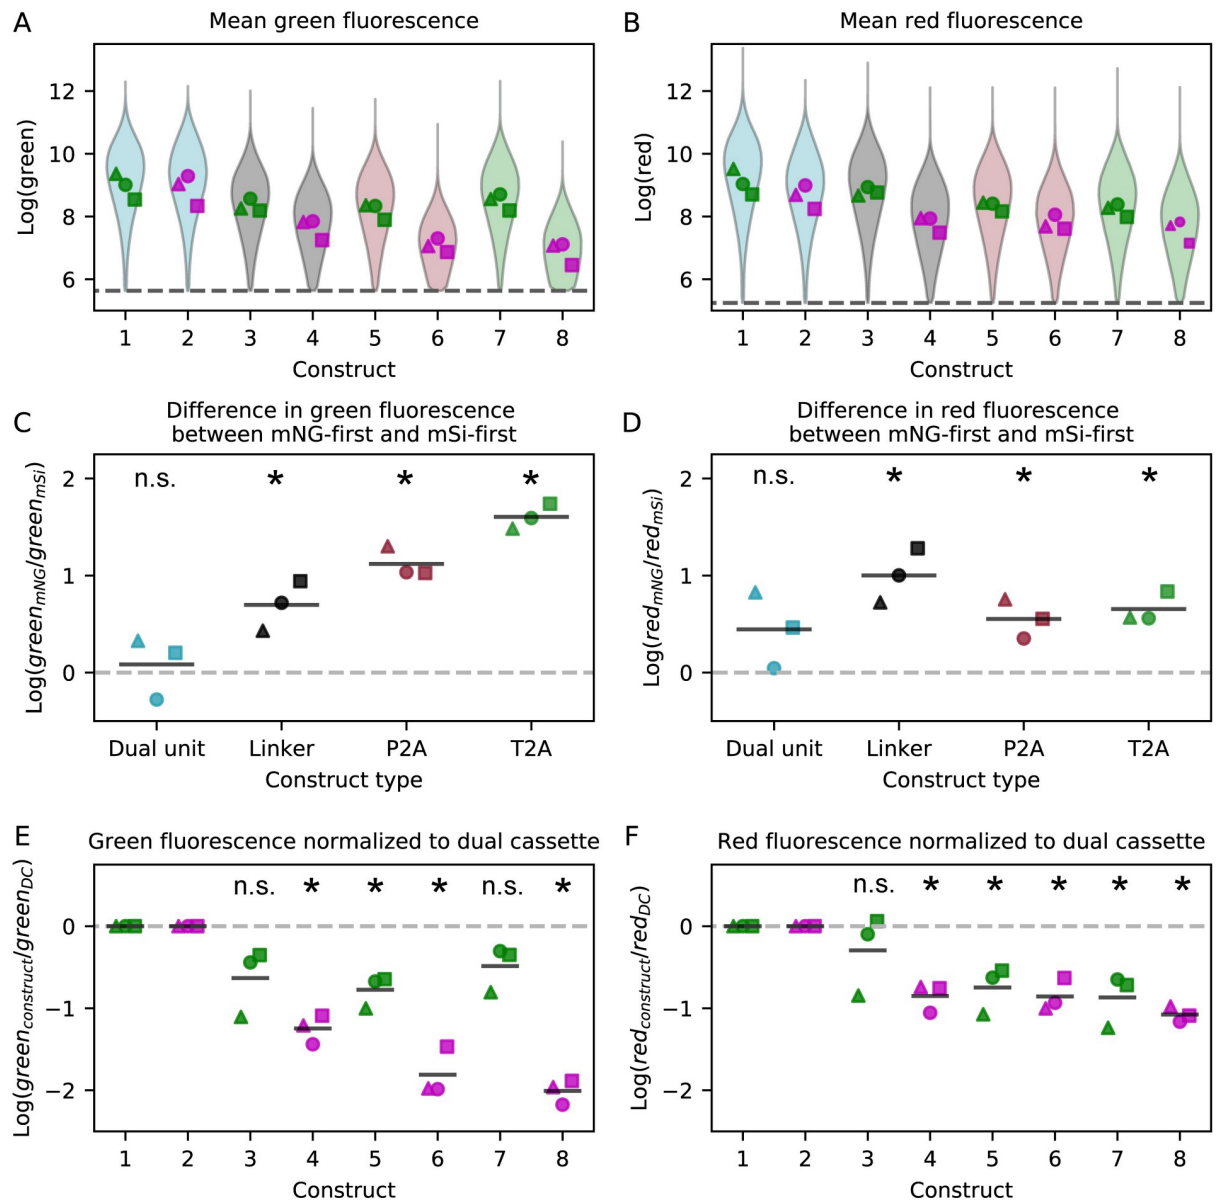 A
Mean green fluorescence
Log(green)
12
10
8
6
1 2 3 4 5 6 7 8
Construct
B
Mean red fluorescence
Log(red)
12
10
8
6
1 2 3 4 5 6 7 8
Construct
C
Difference in green fluorescence
between mNG-first and mSi-first
Log(green_mNG/green_mSi)
2
1
0
n.s. * * *
Dual unit Linker P2A T2A
Construct type
D
Difference in red fluorescence
between mNG-first and mSi-first
Log(red_mNG/red_mSi)
2
1
0
n.s. * * *
Dual unit Linker P2A T2A
Construct type
E
Green fluorescence normalized to dual cassette
Log(green_construct/green_DC)
0
−1
−2
n.s. * * * n.s. *
1 2 3 4 5 6 7 8
Construct
F
Red fluorescence normalized to dual cassette
Log(red_construct/red_DC)
0
−1
−2
n.s. * * * * *
1 2 3 4 5 6 7 8
Construct